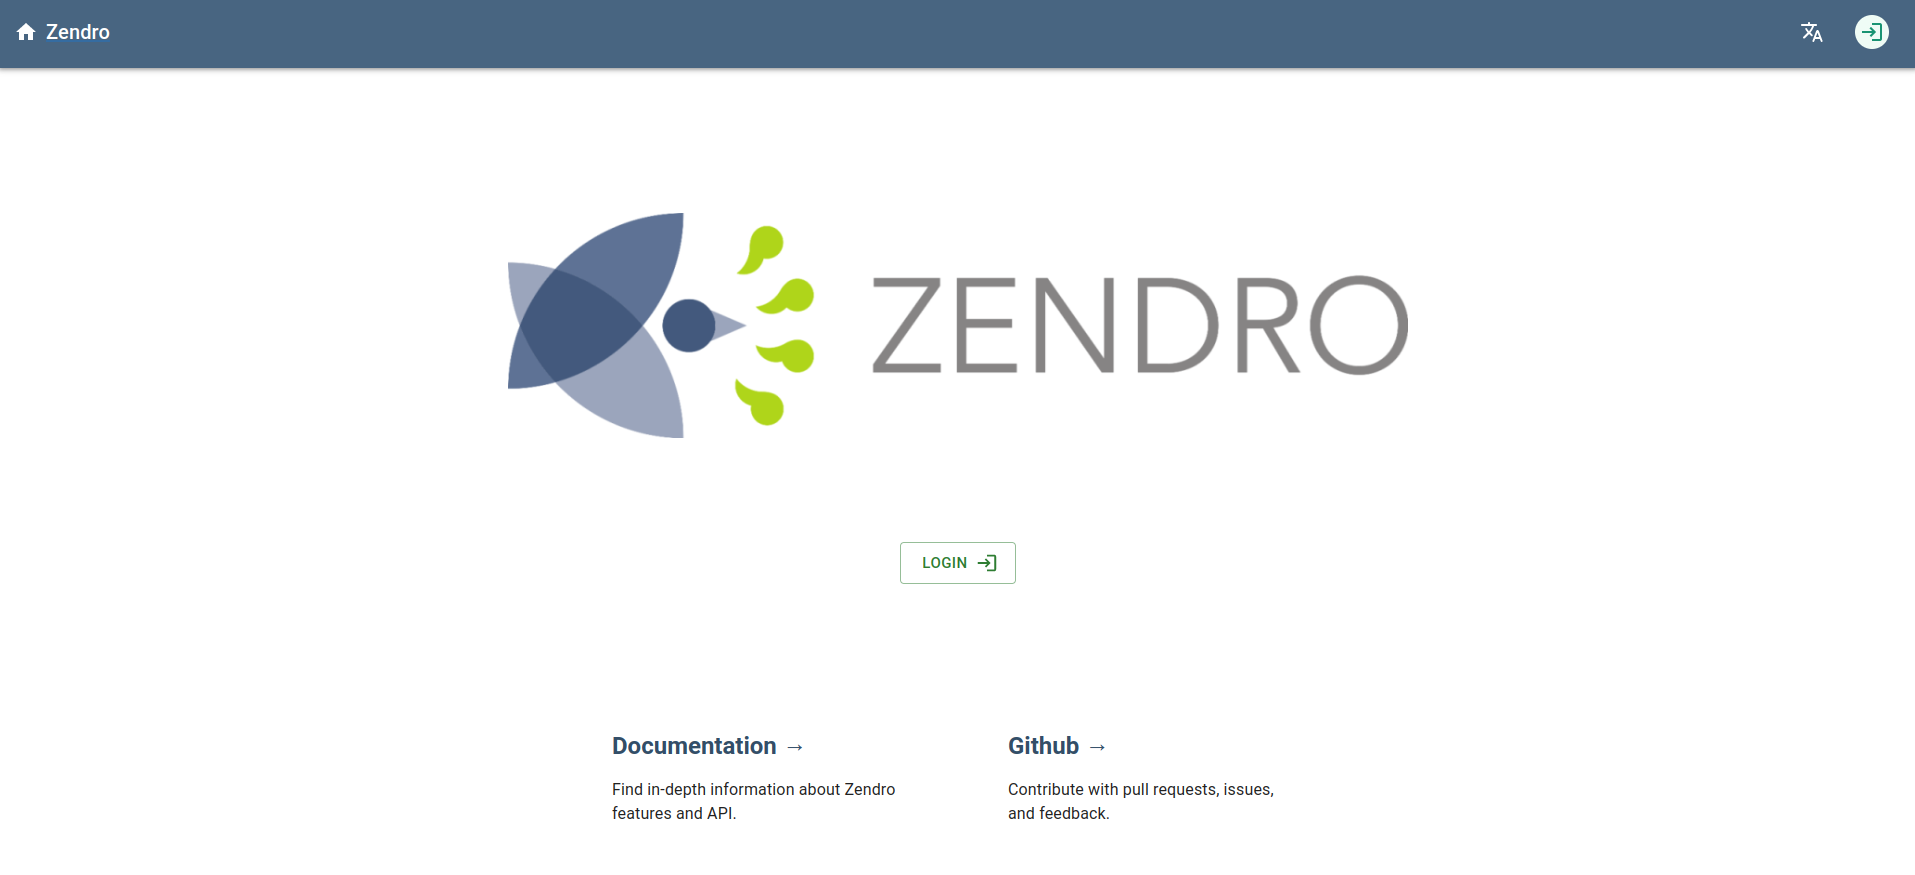 Zendro
ZENDRO
LOGIN
Documentation →
Github →
Find in-depth information about Zendro
features and API.
Contribute with pull requests, issues,
and feedback.